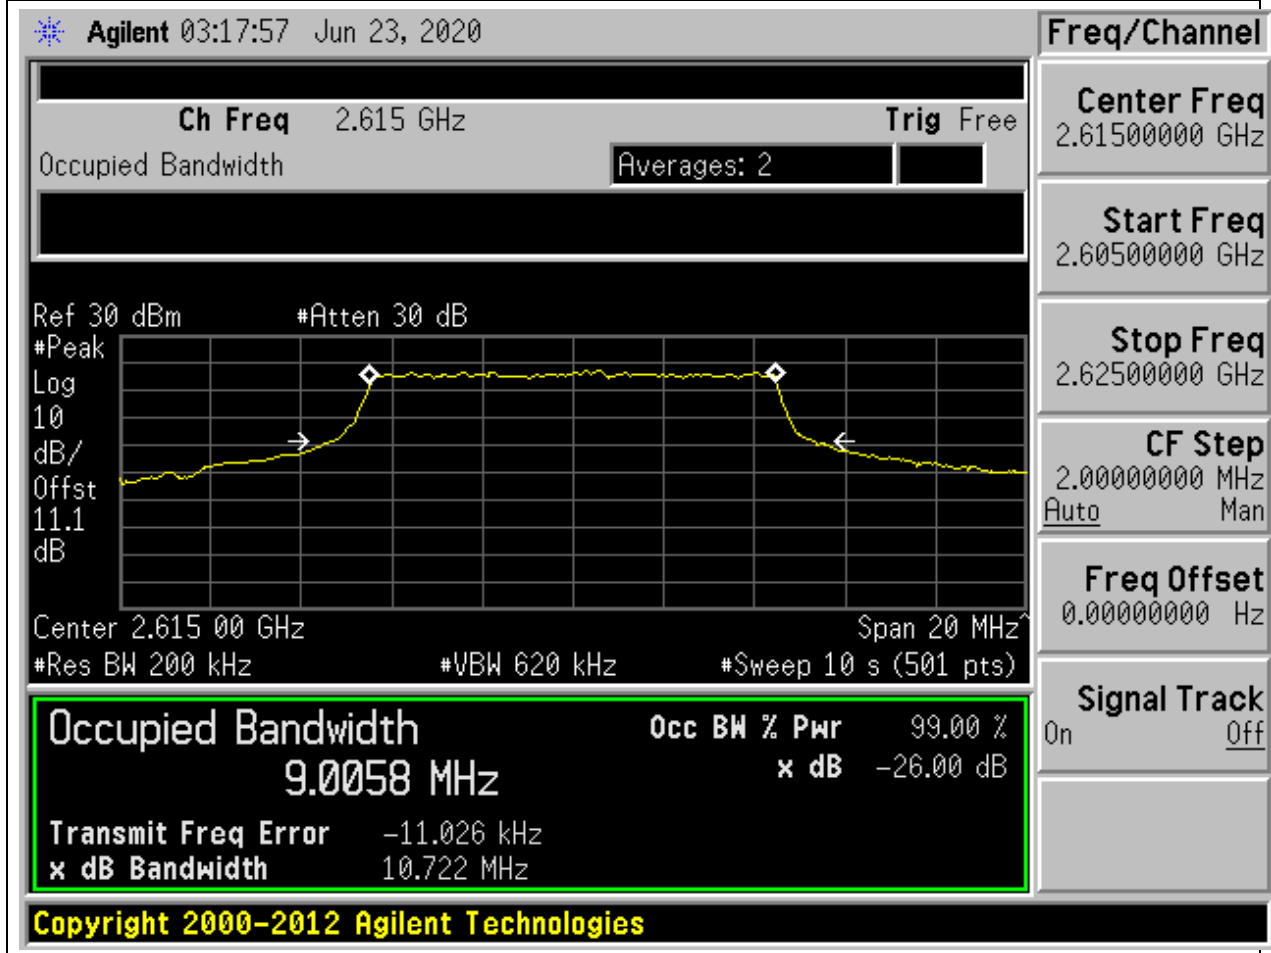 Agilent 03:17:57 Jun 23, 2020
Freq/Channel
Ch Freq 2.615 GHz Trig Free
Occupied Bandwidth Averages: 2
Ref 30 dBm #Atten 30 dB
#Peak
Log
10
dB/
Offst
11.1
dB
Center 2.615 00 GHz Span 20 MHz^
#Res BW 200 kHz #VBW 620 kHz #Sweep 10 s (501 pts)
Occupied Bandwidth Occ BW % Pwr 99.00 %
9.0058 MHz x dB -26.00 dB
Transmit Freq Error -11.026 kHz
x dB Bandwidth 10.722 MHz
Copyright 2000-2012 Agilent Technologies
Center Freq
2.61500000 GHz
Start Freq
2.60500000 GHz
Stop Freq
2.62500000 GHz
CF Step
2.00000000 MHz
Auto Man
Freq Offset
0.00000000 Hz
Signal Track
On Off